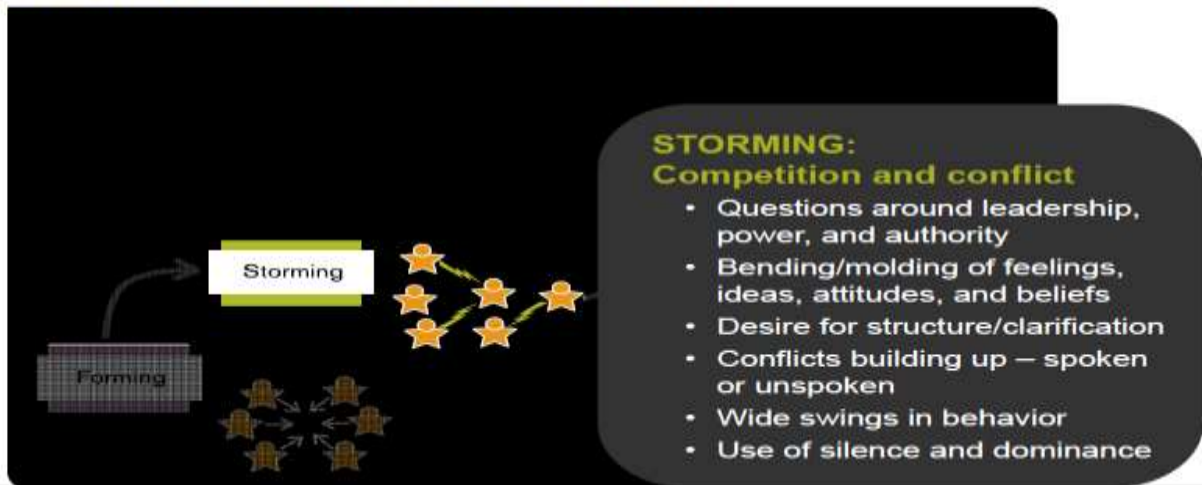 STORMING:
Competition and conflict
• Questions around leadership,
power, and authority
• Bending/molding of feelings,
ideas, attitudes, and beliefs
• Desire for structure/clarification
• Conflicts building up – spoken
or unspoken
• Wide swings in behavior
• Use of silence and dominance
Storming
Forming